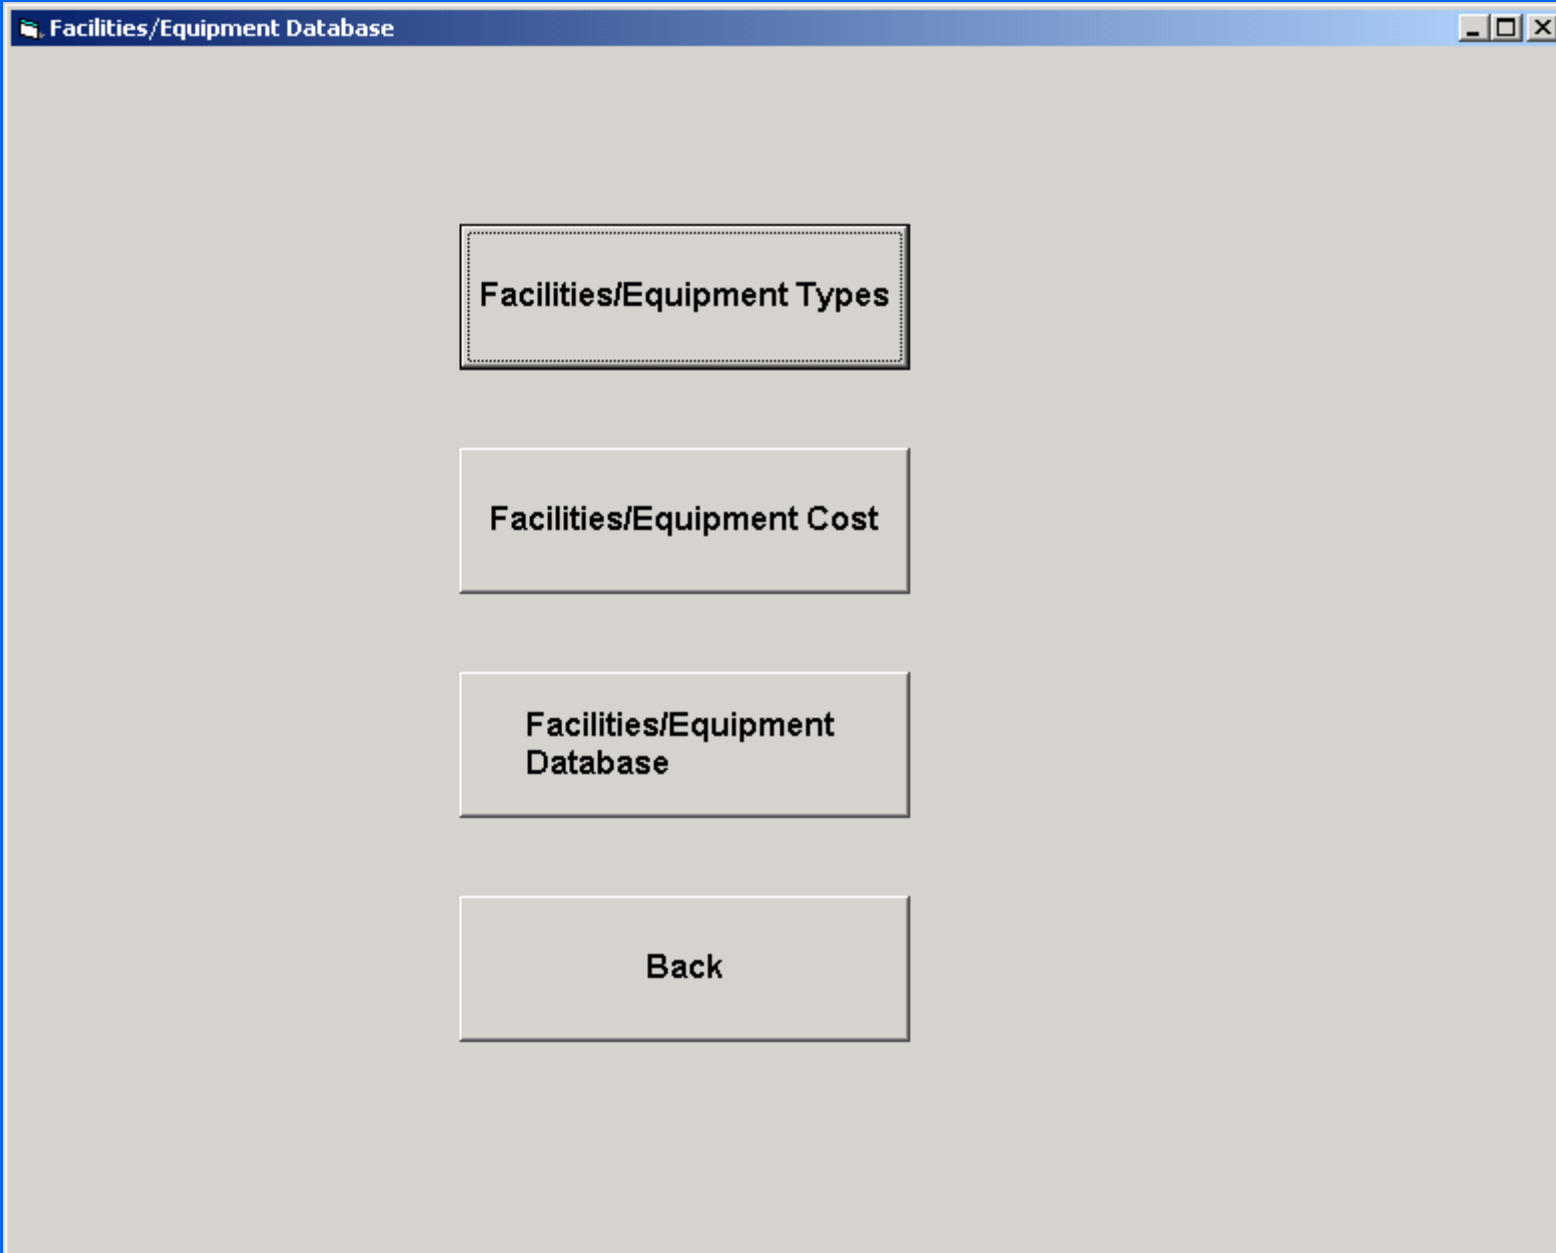 Facilities/Equipment Database
Facilities/Equipment Types
Facilities/Equipment Cost
Facilities/Equipment
Database
Back